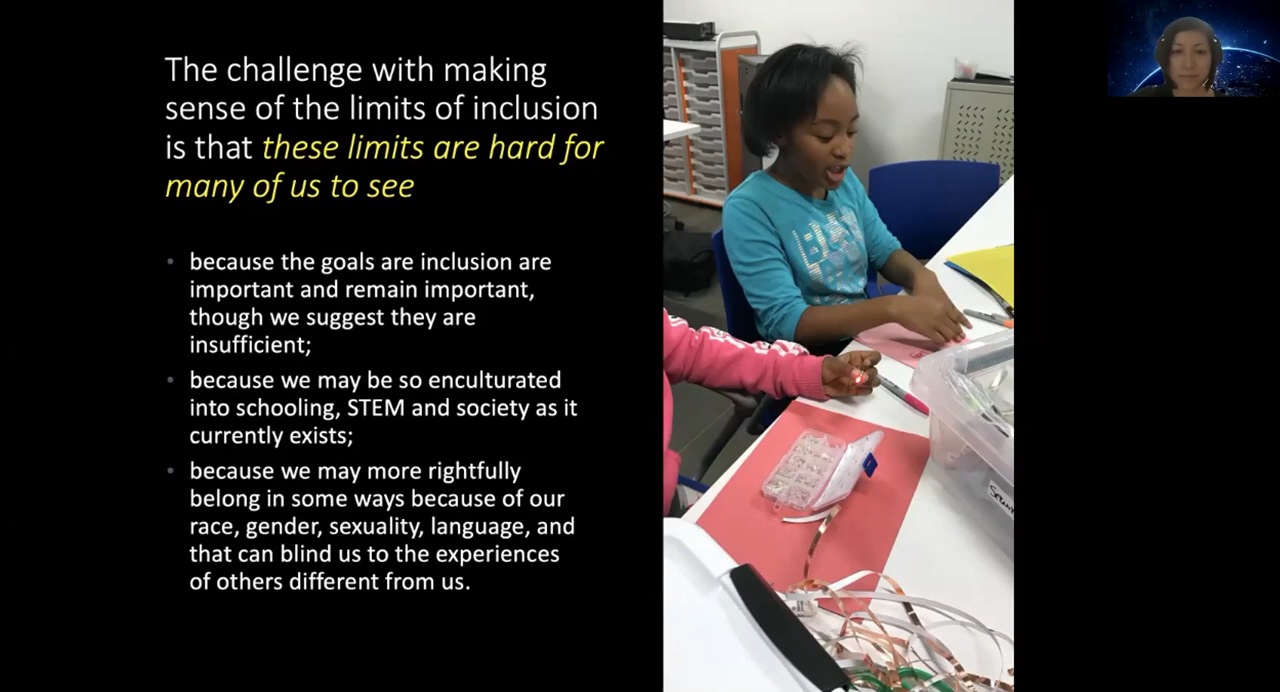 The challenge with making
sense of the limits of inclusion
is that these limits are hard for
many of us to see
• because the goals are inclusion are
important and remain important,
though we suggest they are
insufficient;
• because we may be so enculturated
into schooling, STEM and society as it
currently exists;
• because we may more rightfully
belong in some ways because of our
race, gender, sexuality, language, and
that can blind us to the experiences
of others different from us.